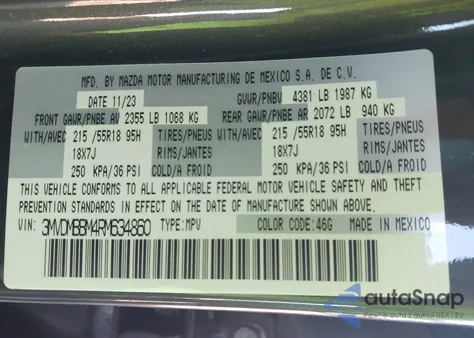 MFD. BY MAZDA MOTOR MANUFACTURING DE MEXICO S.A. DE C.V.
DATE 11/23 GVWR/PNBV 4381 LB 1987 KG
FRONT GAWR/PNBE AV 2355 LB 1068 KG REAR GAWR/PNBE AR 2072 LB 940 KG
WITH/AVEC 215 /55R18 95H TIRES/PNEUS WITH/AVEC 215 /55R18 95H TIRES/PNEUS
18X7J RIMS/JANTES 18X7J RIMS/JANTES
250 KPA/36 PSI COLD/A FROID 250 KPA/36 PSI COLD/A FROID
THIS VEHICLE CONFORMS TO ALL APPLICABLE FEDERAL MOTOR VEHICLE SAFETY AND THEFT
PREVENTION STANDARDS IN EFFECT ON THE DATE OF MANUFACTURE SHOWN ABOVE.
VIN: 3MVDMBBM4RM634860 TYPE: MPV COLOR CODE: 46G MADE IN MEXICO
autaSnap